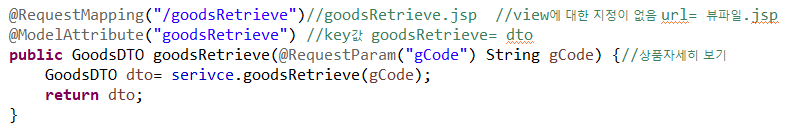 @RequestMapping("/goodsRetrieve")//goodsRetrieve.jsp  //view에 대한 지정이 없음 url= 뷰파일.jsp
@ModelAttribute("goodsRetrieve") //key값 goodsRetrieve= dto
public GoodsDTO goodsRetrieve(@RequestParam("gCode") String gCode) {//상품자세히 보기
    GoodsDTO dto= serivce.goodsRetrieve(gCode);
    return dto;
}